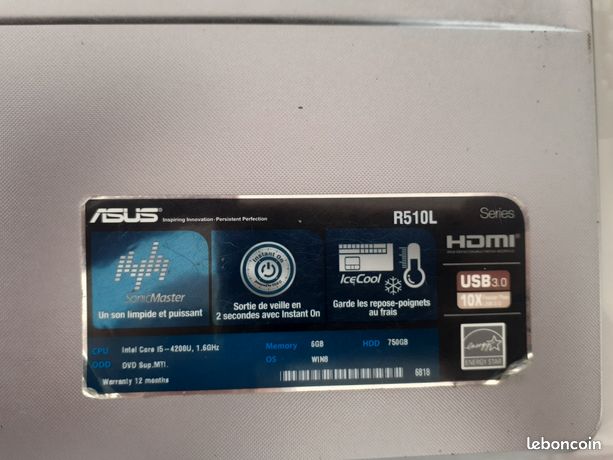 ASUS Inspiring Innovation · Persistent Perfection R510L Series
SonicMaster
Un son limpide et puissant
Instant On
Sortie de veille en
2 secondes avec Instant On
IceCool
Garde les repose-poignets
au frais
HDMI
USB 3.0
10X
energy
ENERGY STAR
CPU Intel Core i5-4200U, 1.6GHz Memory 6GB HDD 750GB
ODD DVD Sup.MTI. OS WIN8
Warranty 12 months 6818
leboncoin